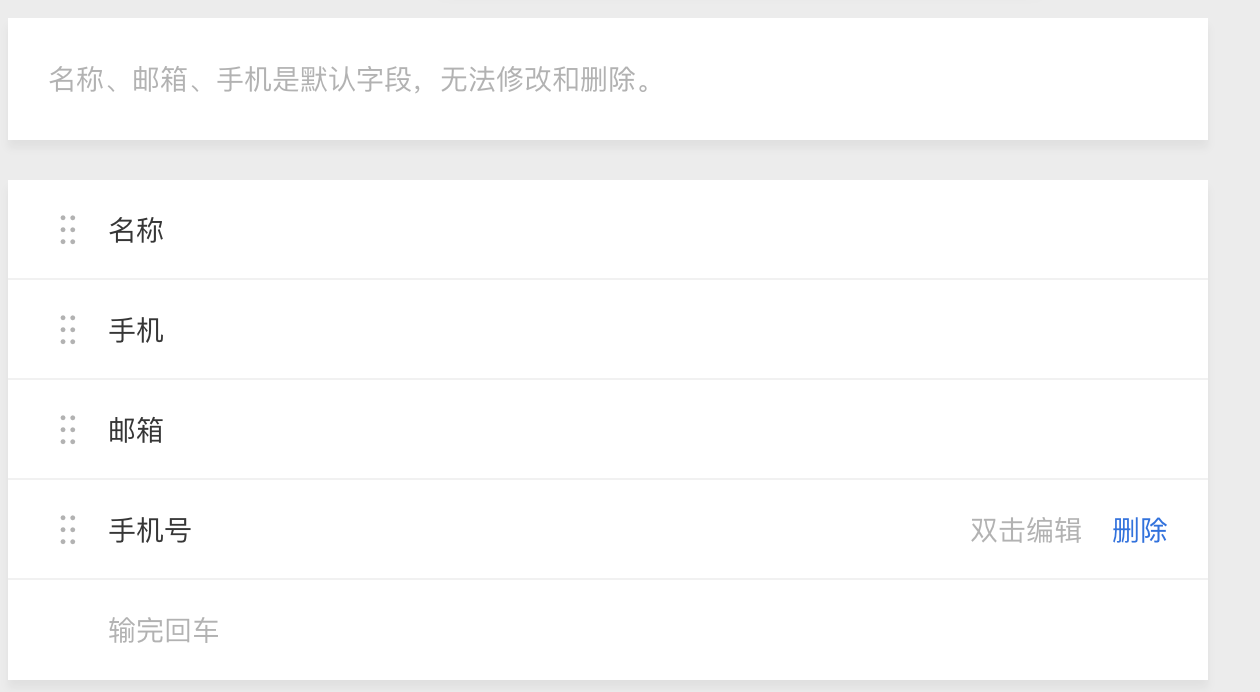 名称、邮箱、手机是默认字段，无法修改和删除。
名称
手机
邮箱
手机号 双击编辑 删除
输完回车